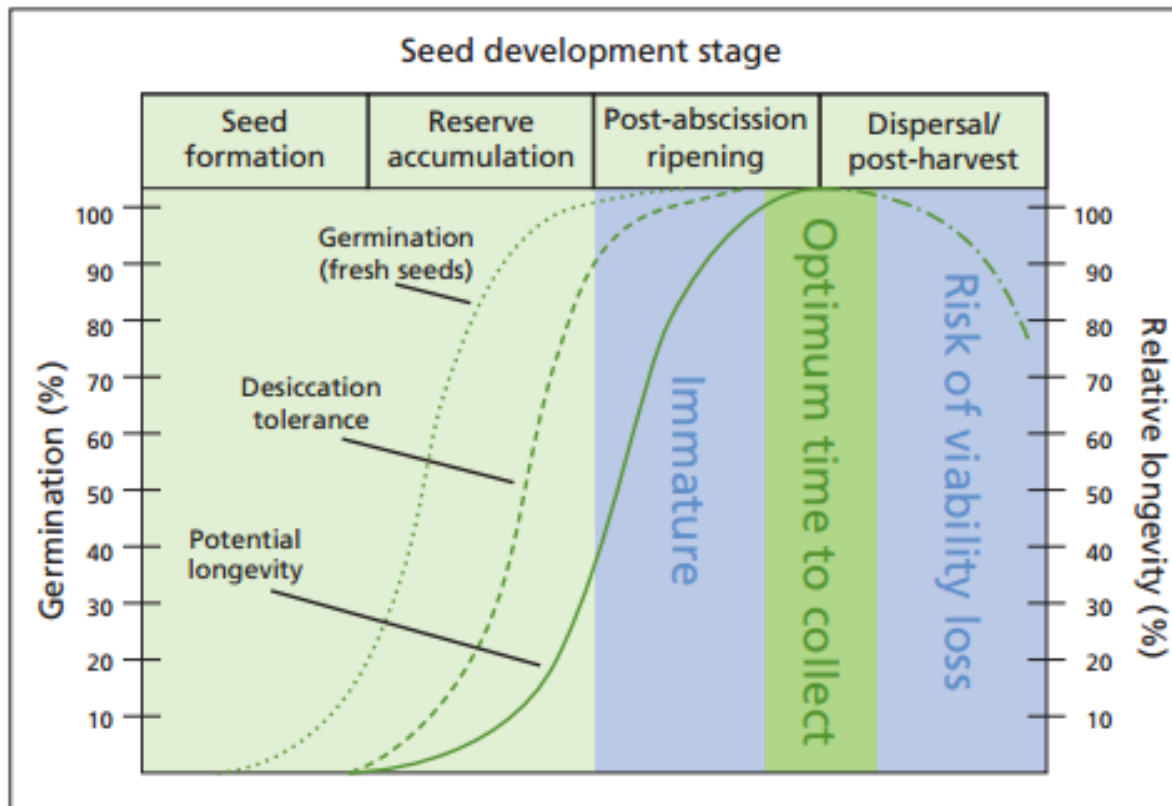 Seed development stage
Seed
formation
Reserve
accumulation
Post-abscission
ripening
Dispersal/
post-harvest
Germination (%)
100
90
80
70
60
50
40
30
20
10
Germination
(fresh seeds)
Desiccation
tolerance
Potential
longevity
Immature
Optimum time to collect
Risk of viability loss
100
90
80
70
60
50
40
30
20
10
Relative longevity (%)